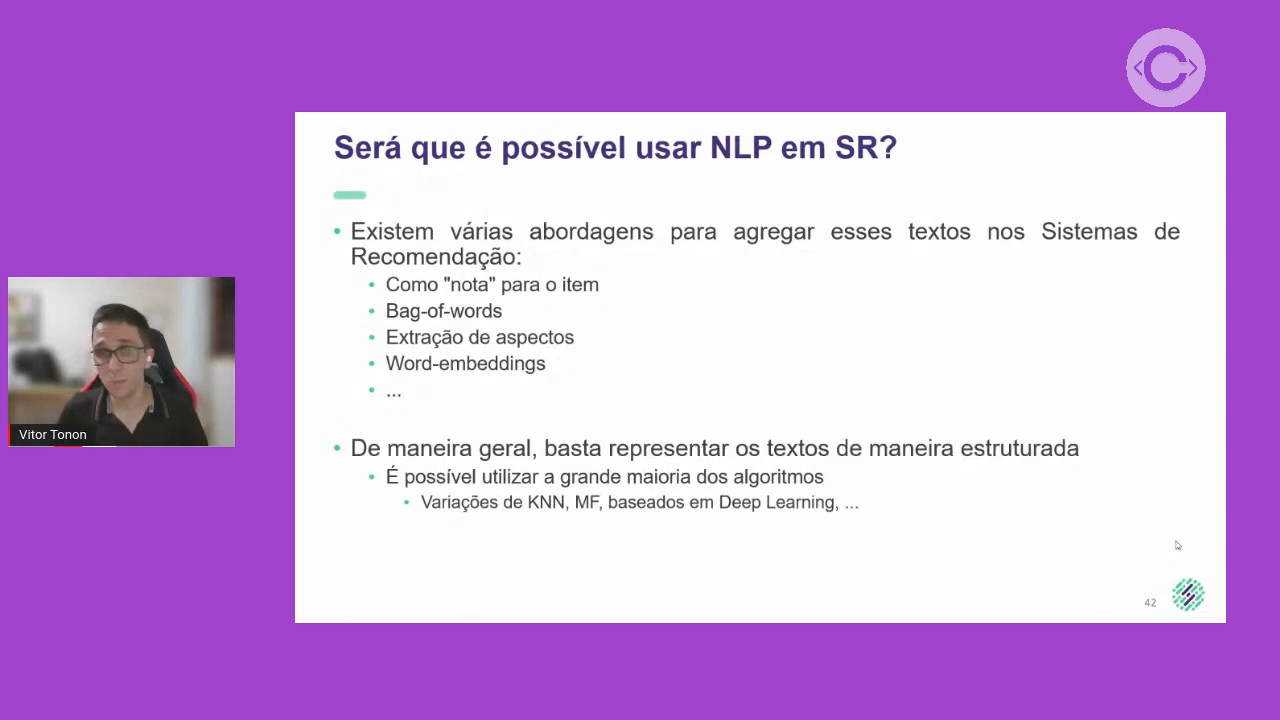 Será que é possível usar NLP em SR?
• Existem várias abordagens para agregar esses textos nos Sistemas de
Recomendação:
• Como "nota" para o item
• Bag-of-words
• Extração de aspectos
• Word-embeddings
• ...
• De maneira geral, basta representar os textos de maneira estruturada
• É possível utilizar a grande maioria dos algoritmos
• Variações de KNN, MF, baseados em Deep Learning, ...
42
Vitor Tonon
<C>